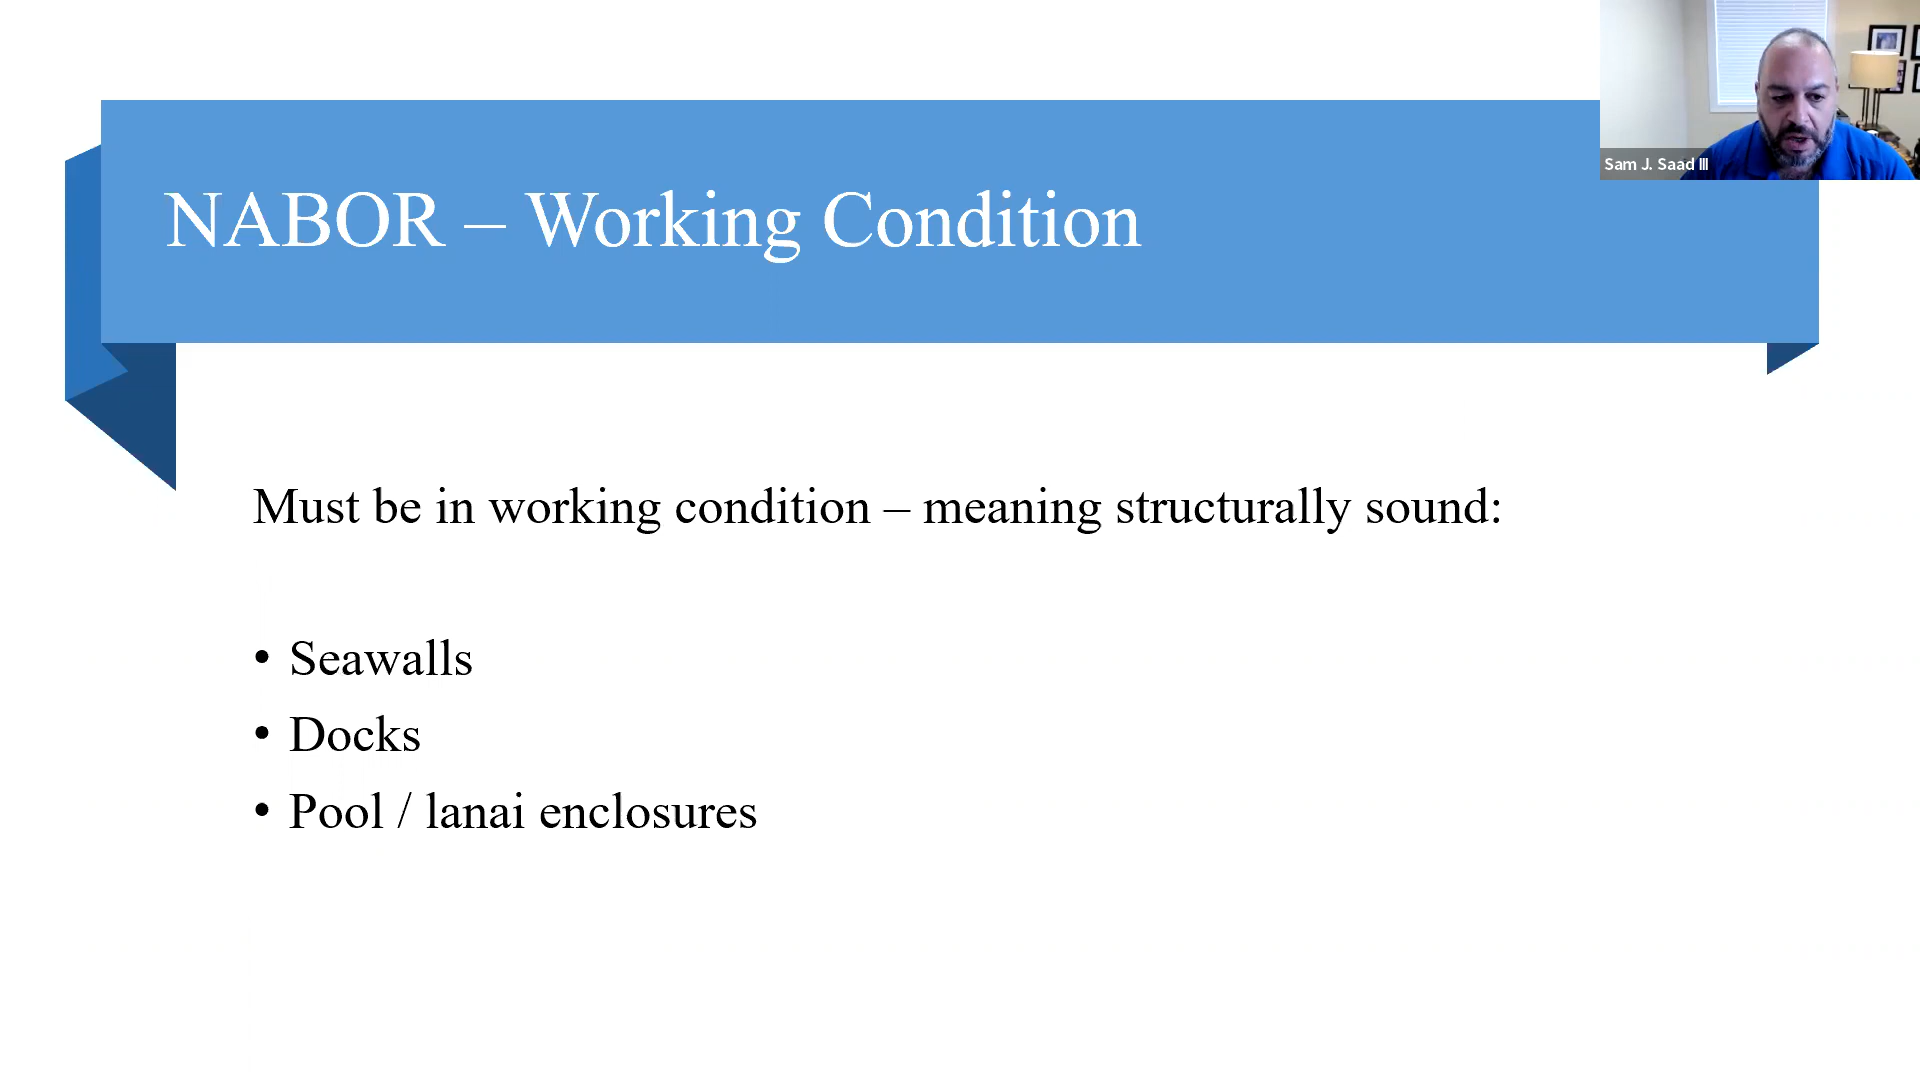 NABOR – Working Condition
Sam J. Saad III
Must be in working condition – meaning structurally sound:
• Seawalls
• Docks
• Pool / lanai enclosures